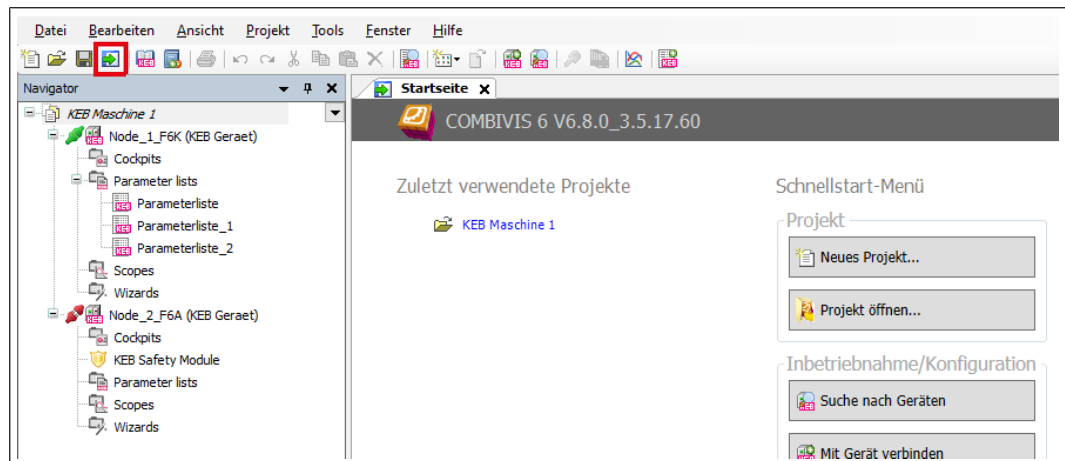 Datei Bearbeiten Ansicht Projekt Tools Fenster Hilfe
Navigator
Startseite
KEB Maschine 1
Node_1_F6K (KEB Geraet)
Cockpits
Parameter lists
Parameterliste
Parameterliste_1
Parameterliste_2
Scopes
Wizards
Node_2_F6A (KEB Geraet)
Cockpits
KEB Safety Module
Parameter lists
Scopes
Wizards
COMBIVIS 6 V6.8.0_3.5.17.60
Zuletzt verwendete Projekte
KEB Maschine 1
Schnellstart-Menü
Projekt
Neues Projekt...
Projekt öffnen...
Inbetriebnahme/Konfiguration
Suche nach Geräten
Mit Gerät verbinden